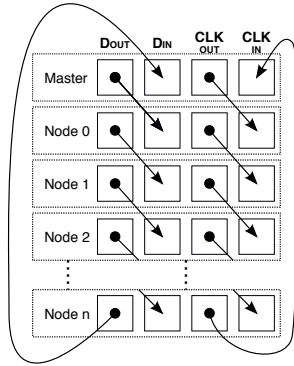 DOUT DIN CLK OUT CLK IN
Master
Node 0
Node 1
Node 2
Node n